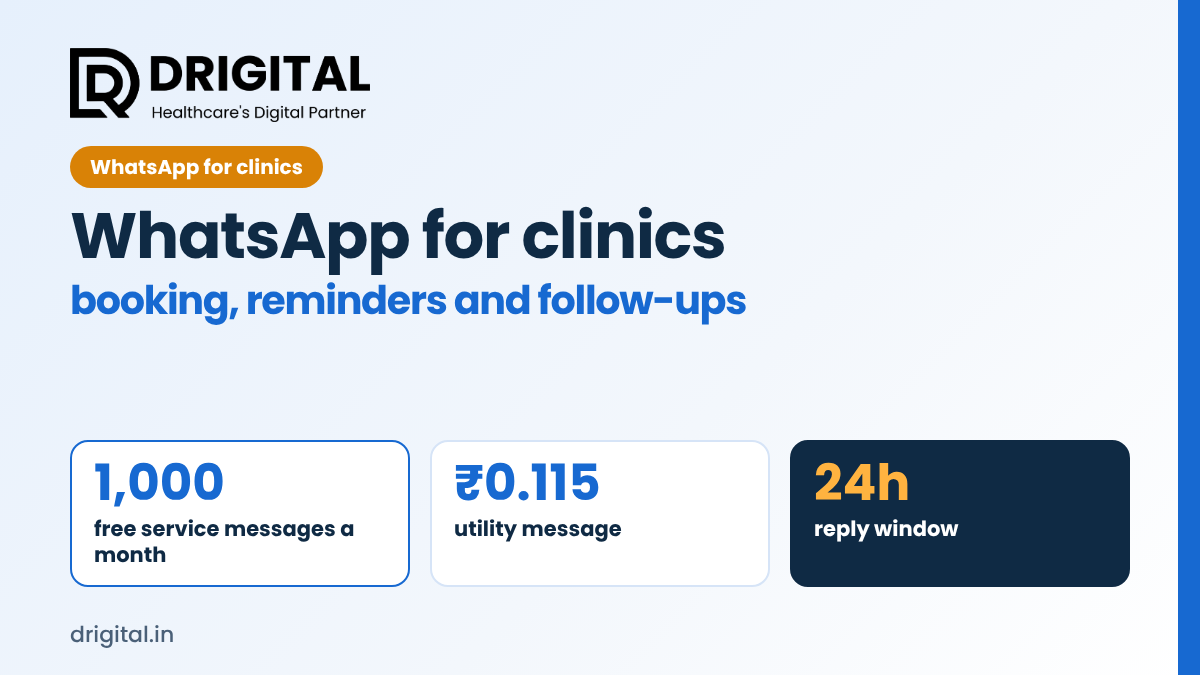 DRIGITAL
Healthcare's Digital Partner
WhatsApp for clinics
WhatsApp for clinics
booking, reminders and follow-ups
1,000
free service messages a
month
₹0.115
utility message
24h
reply window
drigital.in